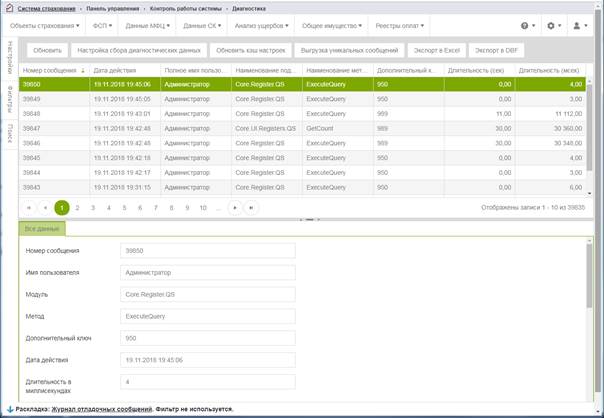 Система страхование › Панель управления › Контроль работы системы › Диагностика
Объекты страхования ФСП Данные МФЦ Данные СК Анализ ущербов Общее имущество Реестры оплат
Настройки
Фильтры
Поиск
Обновить Настройка сбора диагностических данных Обновить кэш настроек Выгрузка уникальных сообщений Экспорт в Excel Экспорт в DBF
Номер сообщения Дата действия Полное имя пользо... Наименование под... Наименование мет... Дополнительный к... Длительность (сек) Длительность (мсек)
39850 19.11.2018 19:45:06 Администратор Core.Register.QS ExecuteQuery 950 0,00 4,00
39849 19.11.2018 19:45:05 Администратор Core.Register.QS ExecuteQuery 950 0,00 3,00
39848 19.11.2018 19:43:01 Администратор Core.Register.QS ExecuteQuery 989 11,00 11 112,00
39847 19.11.2018 19:42:48 Администратор Core.UI.Registers.QS GetCount 989 30,00 30 360,00
39846 19.11.2018 19:42:48 Администратор Core.Register.QS ExecuteQuery 989 30,00 30 348,00
39845 19.11.2018 19:42:18 Администратор Core.Register.QS ExecuteQuery 950 0,00 4,00
39844 19.11.2018 19:42:17 Администратор Core.Register.QS ExecuteQuery 950 0,00 3,00
39843 19.11.2018 19:31:15 Администратор Core.Register.QS ExecuteQuery 950 0,00 6,00
1 2 3 4 5 6 7 8 9 10 ... Отображены записи 1 - 10 из 39835
Все данные
Номер сообщения 39850
Имя пользователя Администратор
Модуль Core.Register.QS
Метод ExecuteQuery
Дополнительный ключ 950
Дата действия 19.11.2018 19:45:06
Длительность в 4
миллисекундах
Раскладка: Журнал отладочных сообщений. Фильтр не используется.